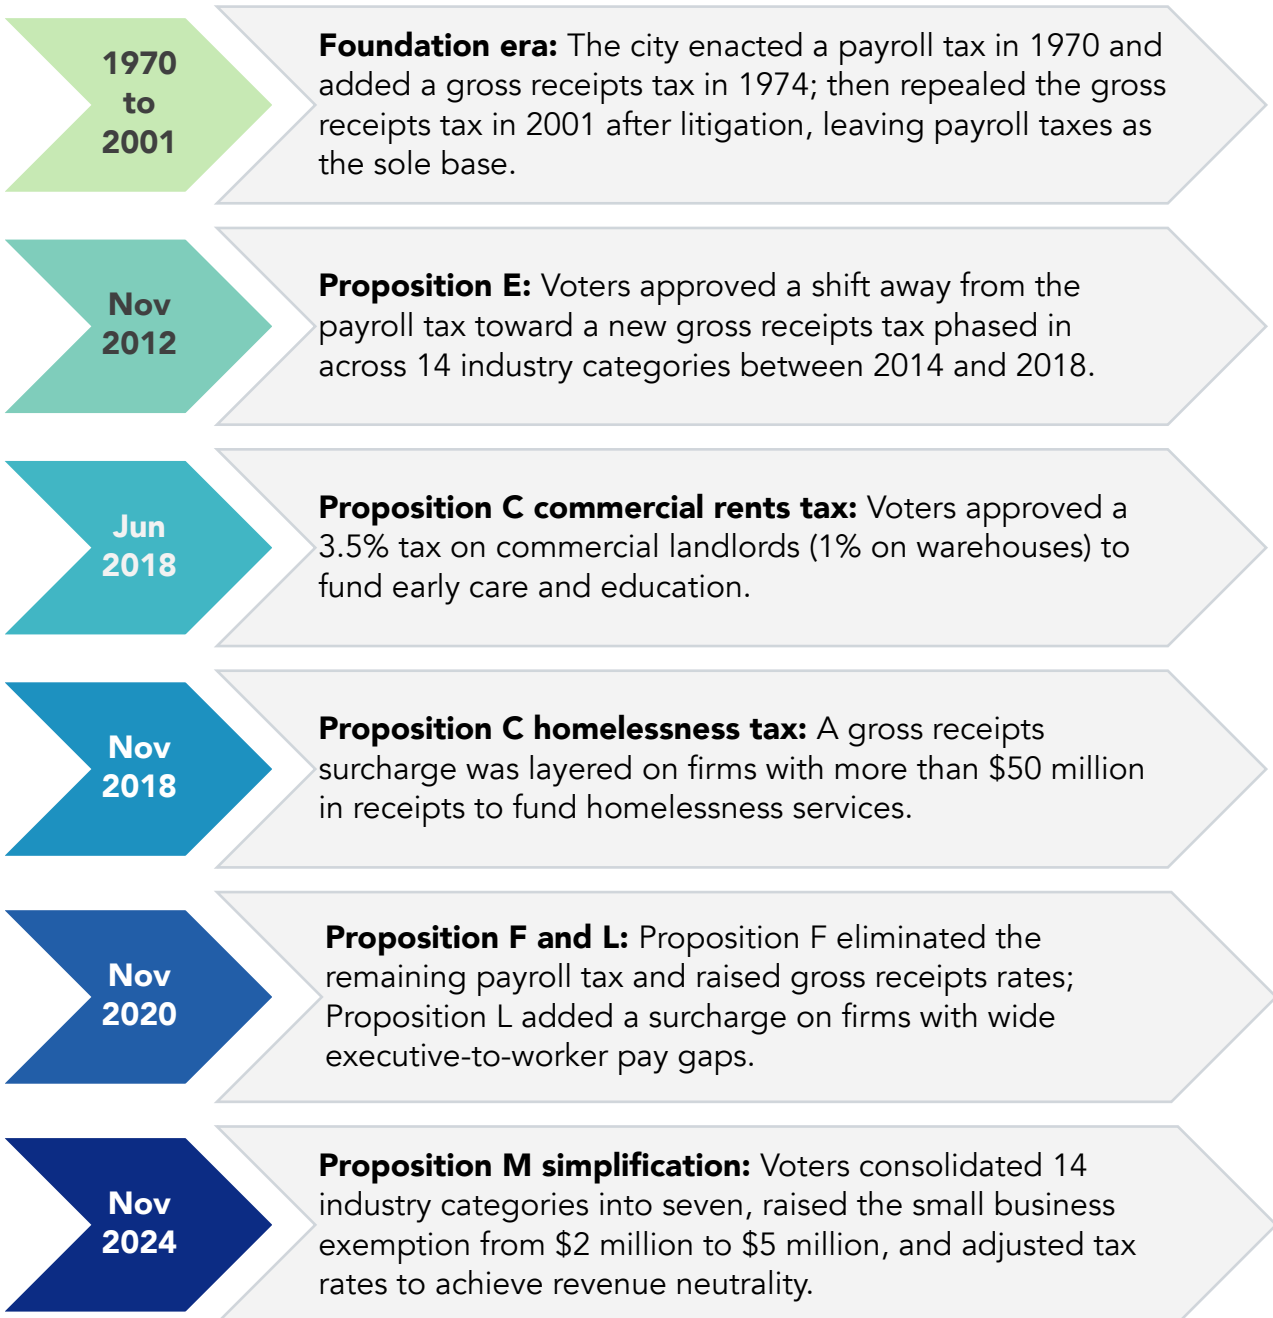 1970
to
2001
Foundation era: The city enacted a payroll tax in 1970 and
added a gross receipts tax in 1974; then repealed the gross
receipts tax in 2001 after litigation, leaving payroll taxes as
the sole base.
Nov
2012
Proposition E: Voters approved a shift away from the
payroll tax toward a new gross receipts tax phased in
across 14 industry categories between 2014 and 2018.
Jun
2018
Proposition C commercial rents tax: Voters approved a
3.5% tax on commercial landlords (1% on warehouses) to
fund early care and education.
Nov
2018
Proposition C homelessness tax: A gross receipts
surcharge was layered on firms with more than $50 million
in receipts to fund homelessness services.
Nov
2020
Proposition F and L: Proposition F eliminated the
remaining payroll tax and raised gross receipts rates;
Proposition L added a surcharge on firms with wide
executive-to-worker pay gaps.
Nov
2024
Proposition M simplification: Voters consolidated 14
industry categories into seven, raised the small business
exemption from $2 million to $5 million, and adjusted tax
rates to achieve revenue neutrality.